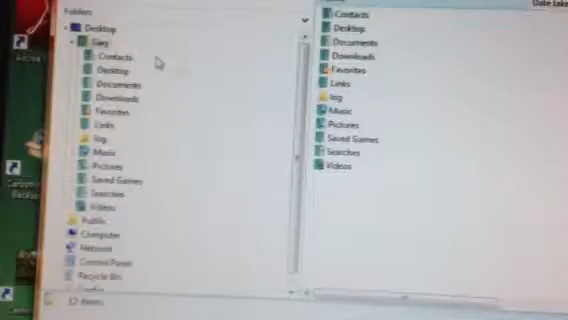 Folders
Desktop
Contacts
Desktop
Documents
Downloads
Favorites
Links
log
Music
Pictures
Saved Games
Searches
Videos
Public
Computer
Network
Control Panel
Recycle Bin
12 items
Date take
Contacts
Desktop
Documents
Downloads
Favorites
Links
log
Music
Pictures
Saved Games
Searches
Videos